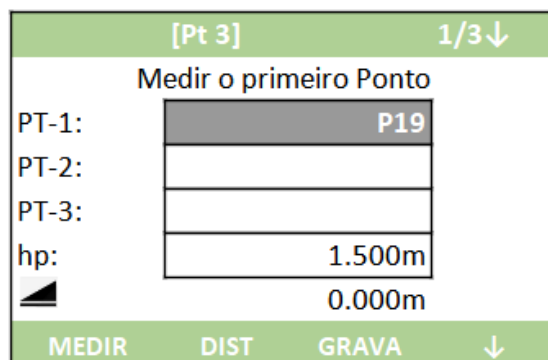 [Pt 3] 1/3↓
Medir o primeiro Ponto
PT-1: P19
PT-2:
PT-3:
hp: 1.500m
0.000m
MEDIR DIST GRAVA ↓